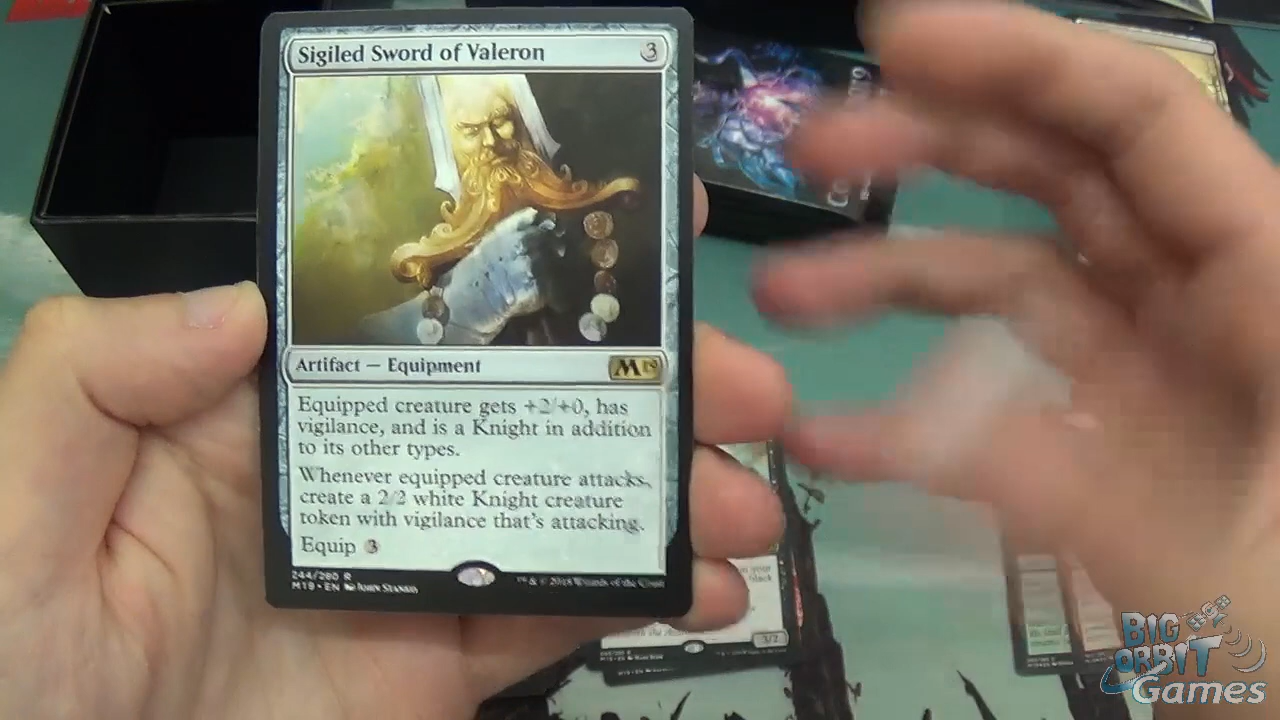 Sigiled Sword of Valeron 3
Artifact — Equipment M19
Equipped creature gets +2/+0, has
vigilance, and is a Knight in addition
to its other types.
Whenever equipped creature attacks,
create a 2/2 white Knight creature
token with vigilance that's attacking.
Equip 3
244/280 R
M19 • EN John Stanko
™ & © 2018 Wizards of the Coast
3/2
BIG
ORBIT
Games